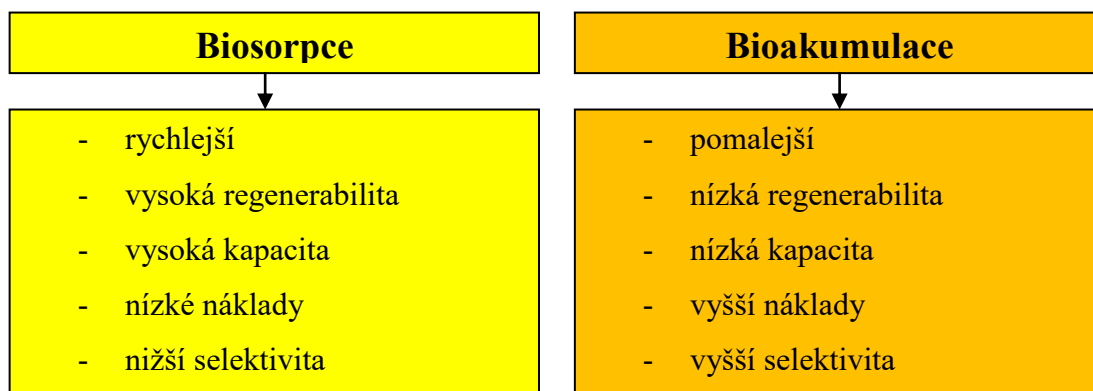 Biosorpce
- rychlejší
- vysoká regenerabilita
- vysoká kapacita
- nízké náklady
- nižší selektivita
Bioakumulace
- pomalejší
- nízká regenerabilita
- nízká kapacita
- vyšší náklady
- vyšší selektivita